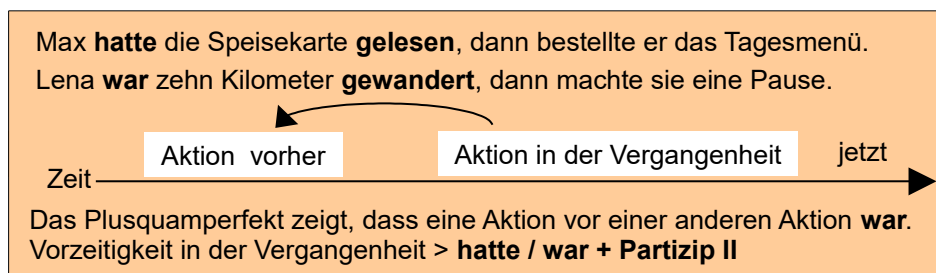 Max hatte die Speisekarte gelesen, dann bestellte er das Tagesmenü.
Lena war zehn Kilometer gewandert, dann machte sie eine Pause.
Aktion vorher
Aktion in der Vergangenheit
jetzt
Zeit
Das Plusquamperfekt zeigt, dass eine Aktion vor einer anderen Aktion war.
Vorzeitigkeit in der Vergangenheit > hatte / war + Partizip II